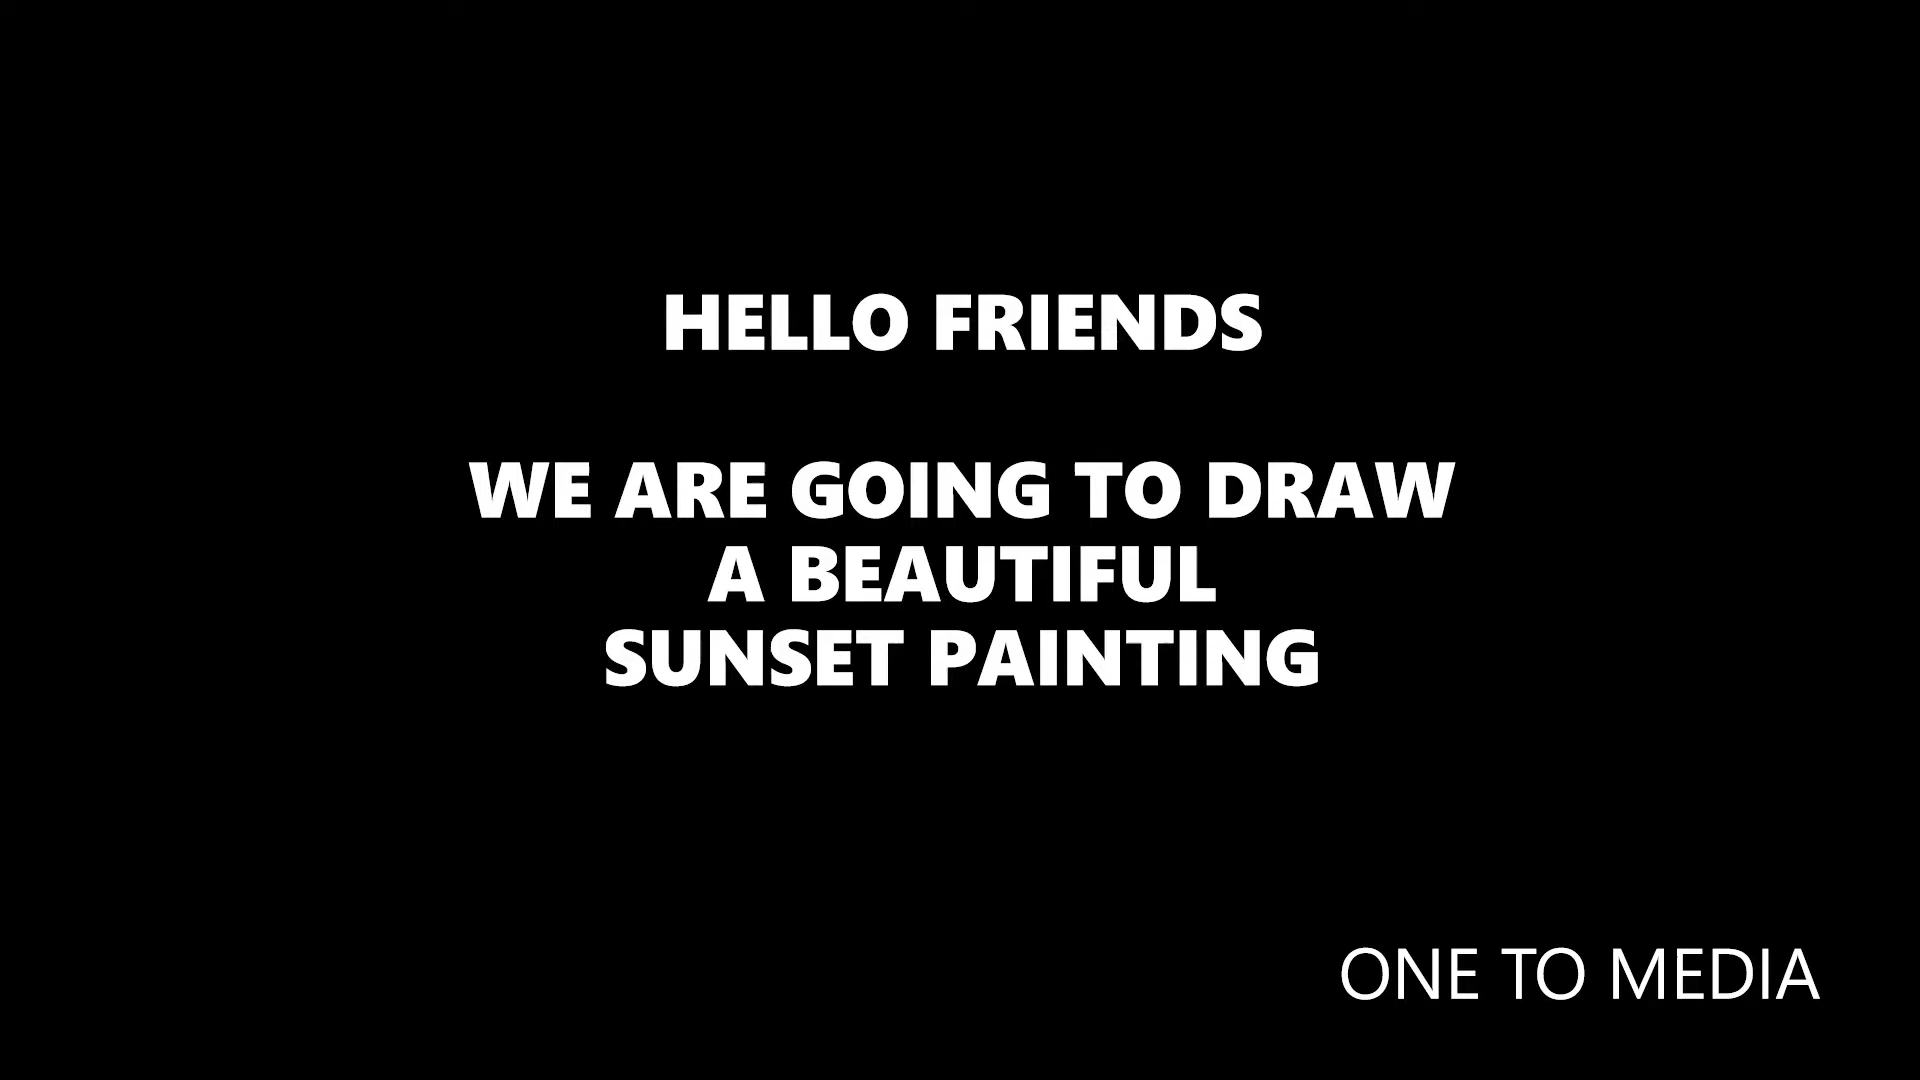 HELLO FRIENDS
WE ARE GOING TO DRAW
A BEAUTIFUL
SUNSET PAINTING
ONE TO MEDIA